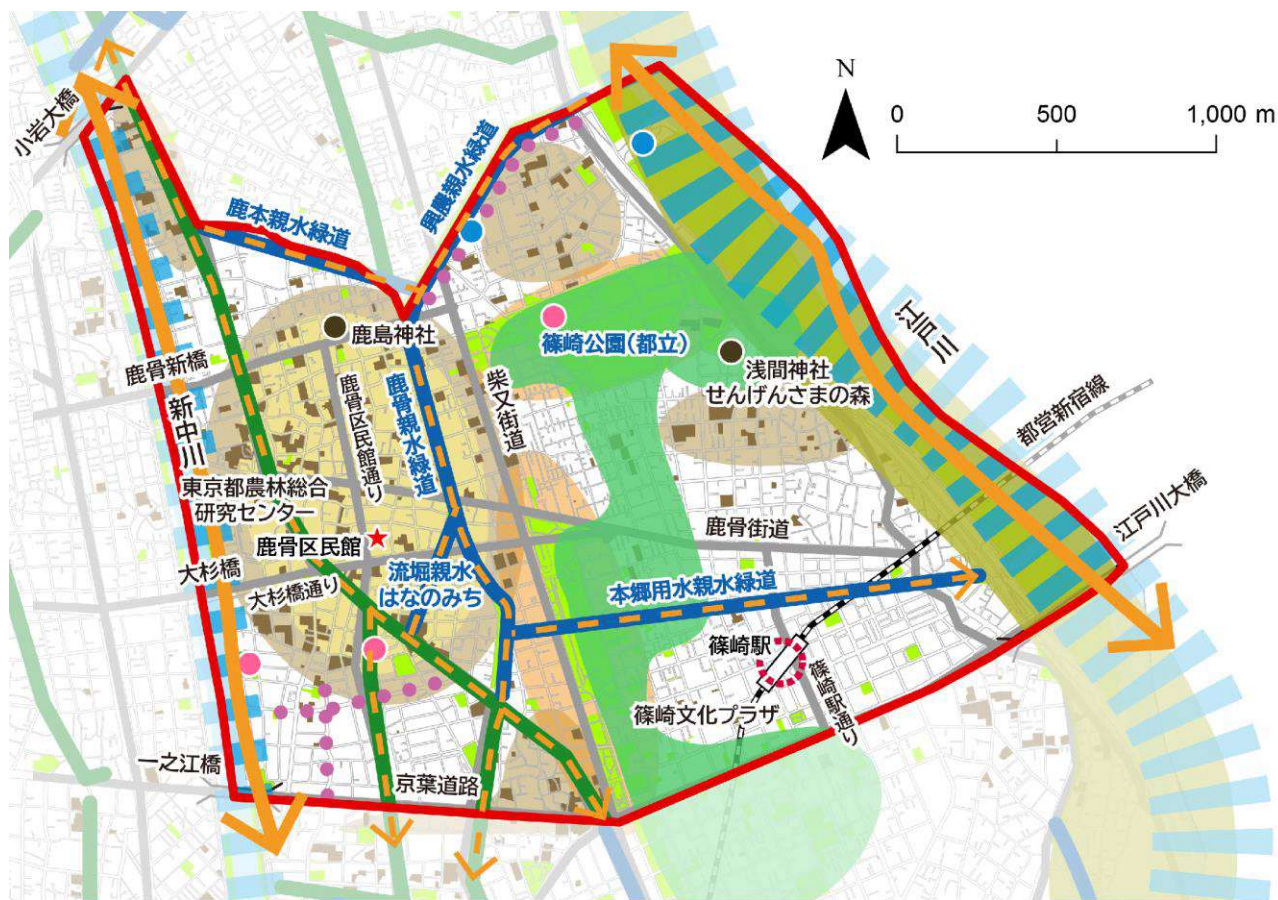 小岩大橋
鹿本親水緑道
興農親水緑道
N
0 500 1,000 m
鹿島神社
鹿骨新橋
新中川
鹿骨区民館通り
鹿骨親水緑道
柴又街道
篠崎公園(都立)
浅間神社
せんげんさまの森
江戸川
都営新宿線
江戸川大橋
東京都農林総合
研究センター
鹿骨区民館
大杉橋
大杉橋通り
流堀親水
はなのみち
鹿骨街道
本郷用水親水緑道
篠崎駅
篠崎駅通り
篠崎文化プラザ
一之江橋
京葉道路